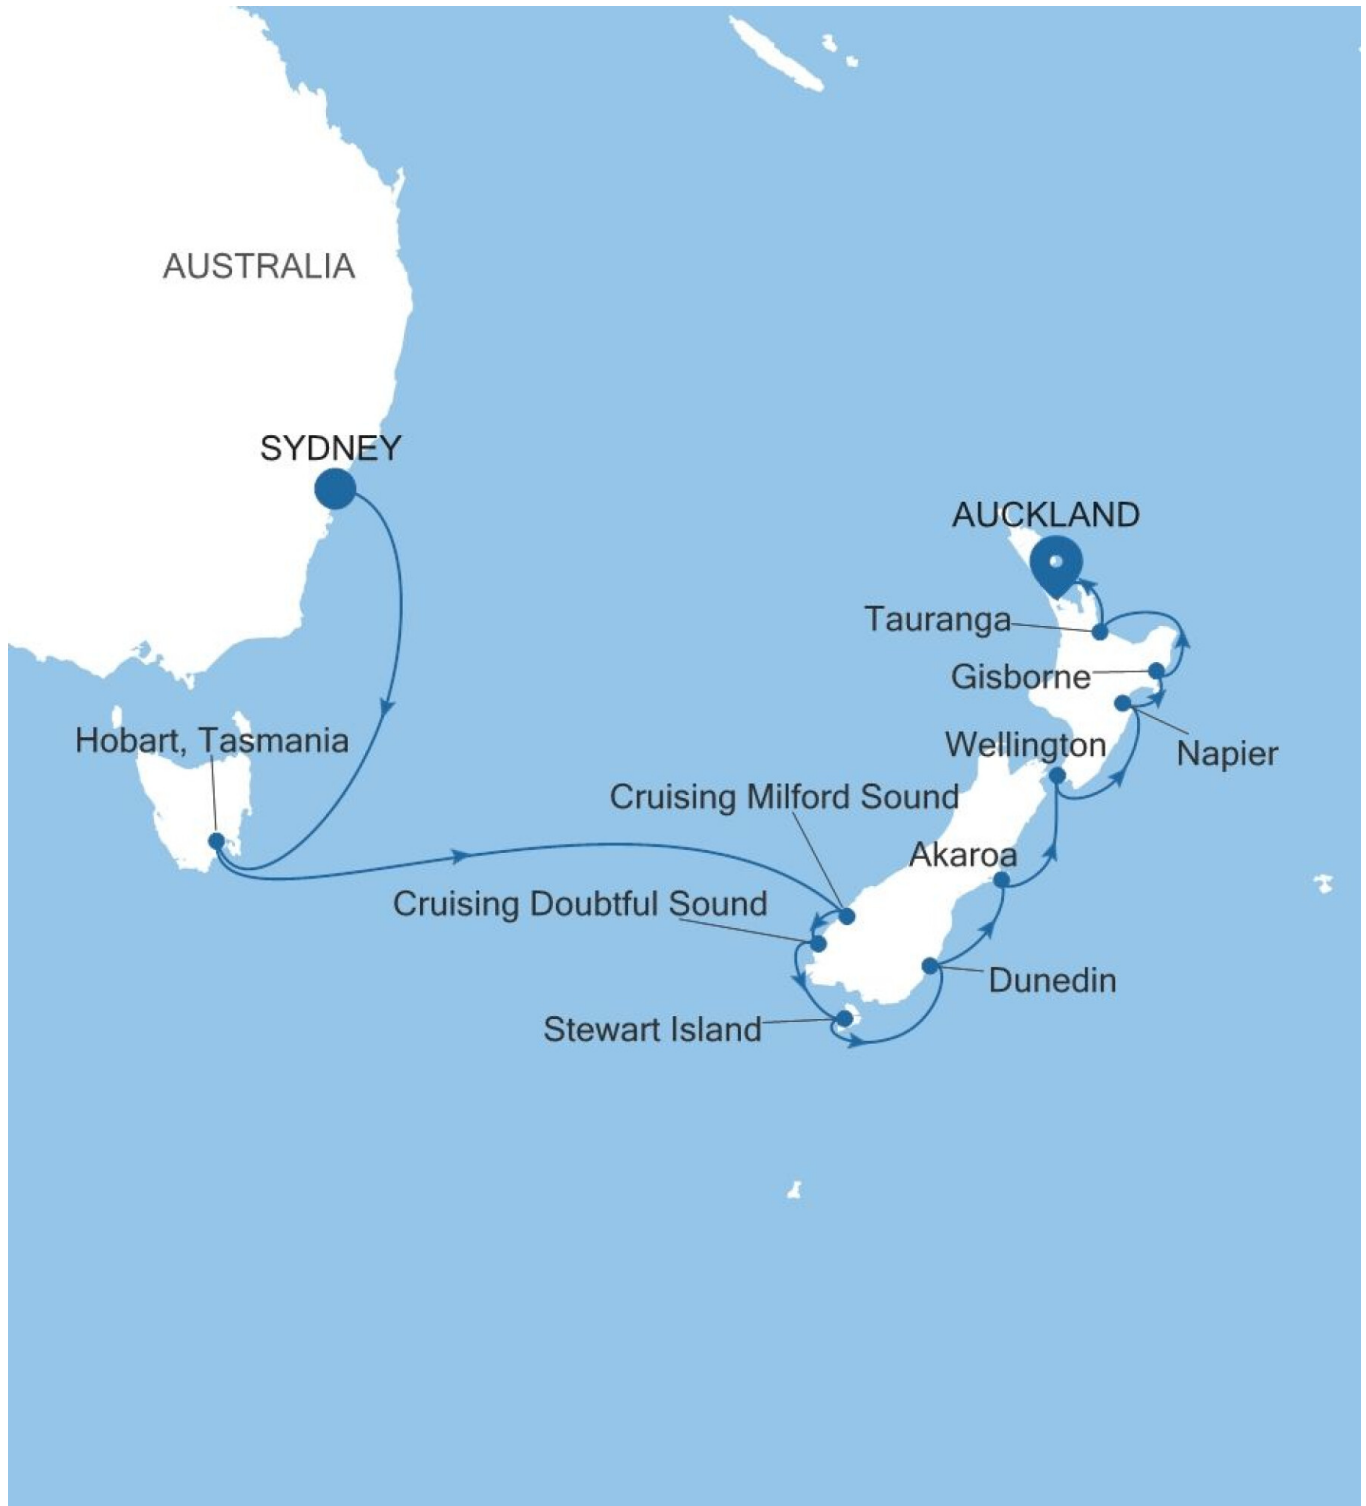 AUSTRALIA
SYDNEY
AUCKLAND
Tauranga
Gisborne
Hobart, Tasmania
Wellington
Napier
Cruising Milford Sound
Akaroa
Cruising Doubtful Sound
Dunedin
Stewart Island